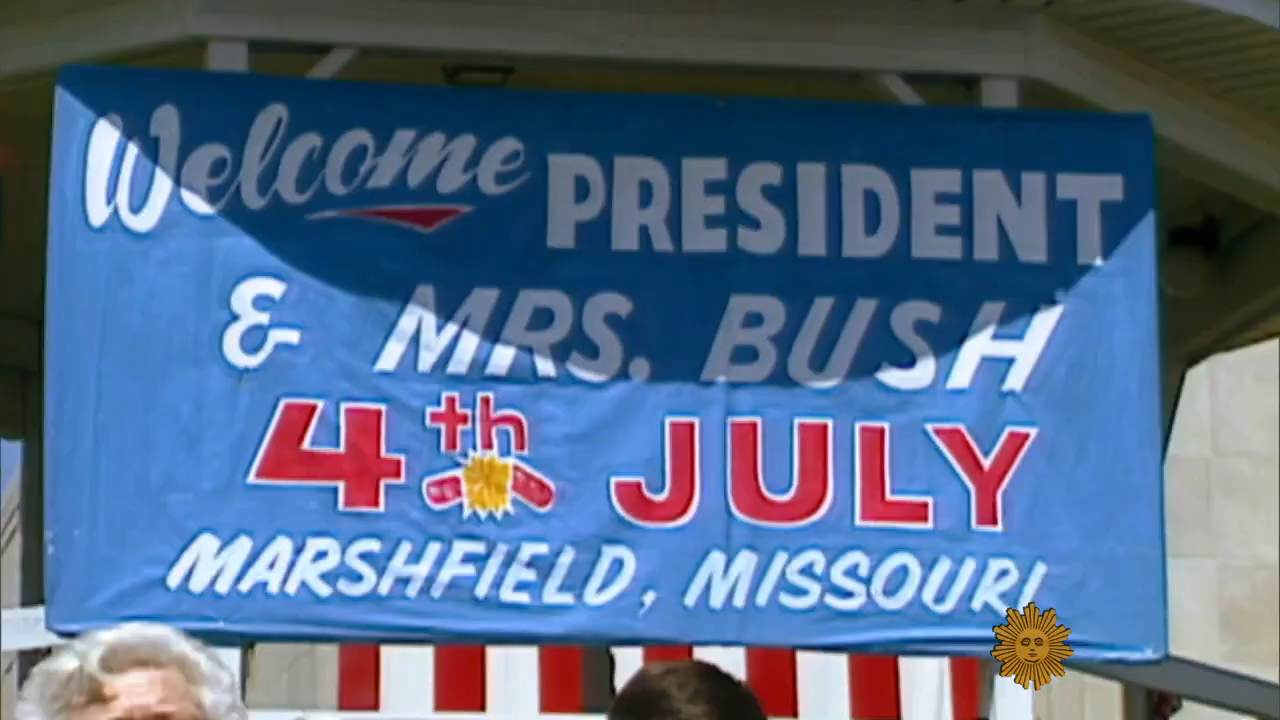 Welcome PRESIDENT
& MRS. BUSH
4th JULY
MARSHFIELD, MISSOURI